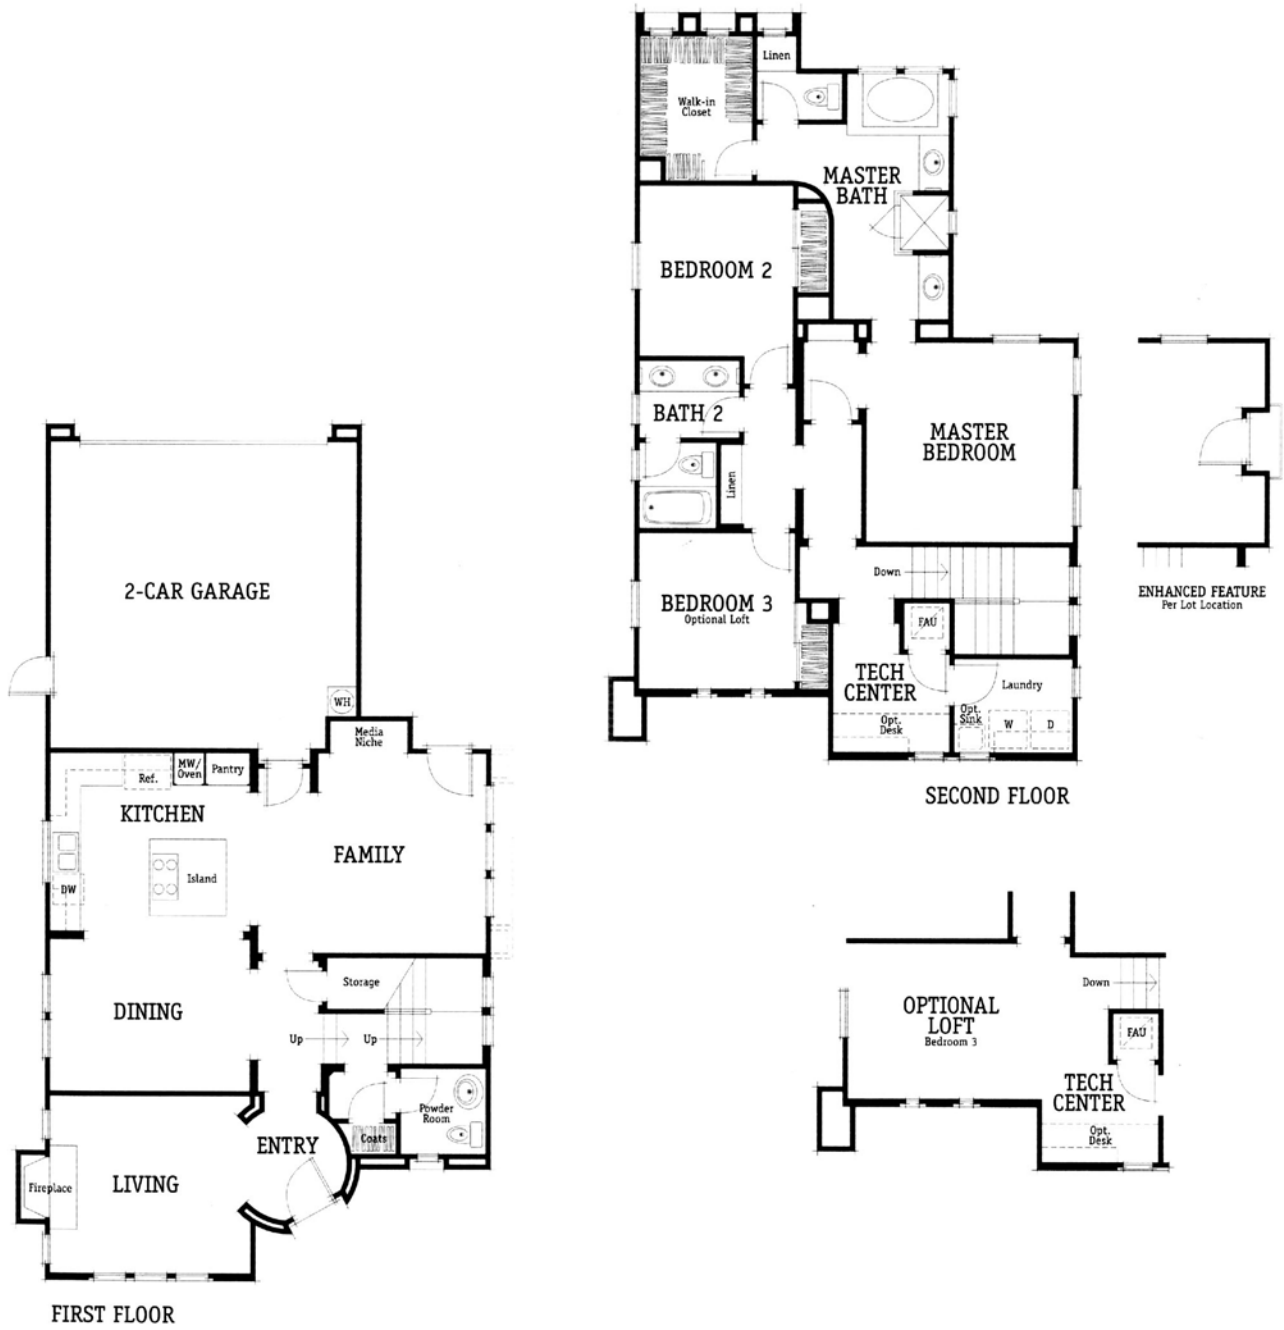 2-CAR GARAGE
WH
Media
Niche
Ref.
MW/
Oven
Pantry
KITCHEN
Island
DW
FAMILY
DINING
Storage
Up
Up
Powder
Room
Coats
ENTRY
LIVING
Fireplace
FIRST FLOOR
Linen
Walk-in
Closet
MASTER
BATH
BEDROOM 2
BATH 2
Linen
MASTER
BEDROOM
Down
BEDROOM 3
Optional Loft
FAU
TECH
CENTER
Opt.
Desk
Laundry
Opt.
Sink
W
D
SECOND FLOOR
ENHANCED FEATURE
Per Lot Location
OPTIONAL
LOFT
Bedroom 3
Down
FAU
TECH
CENTER
Opt.
Desk